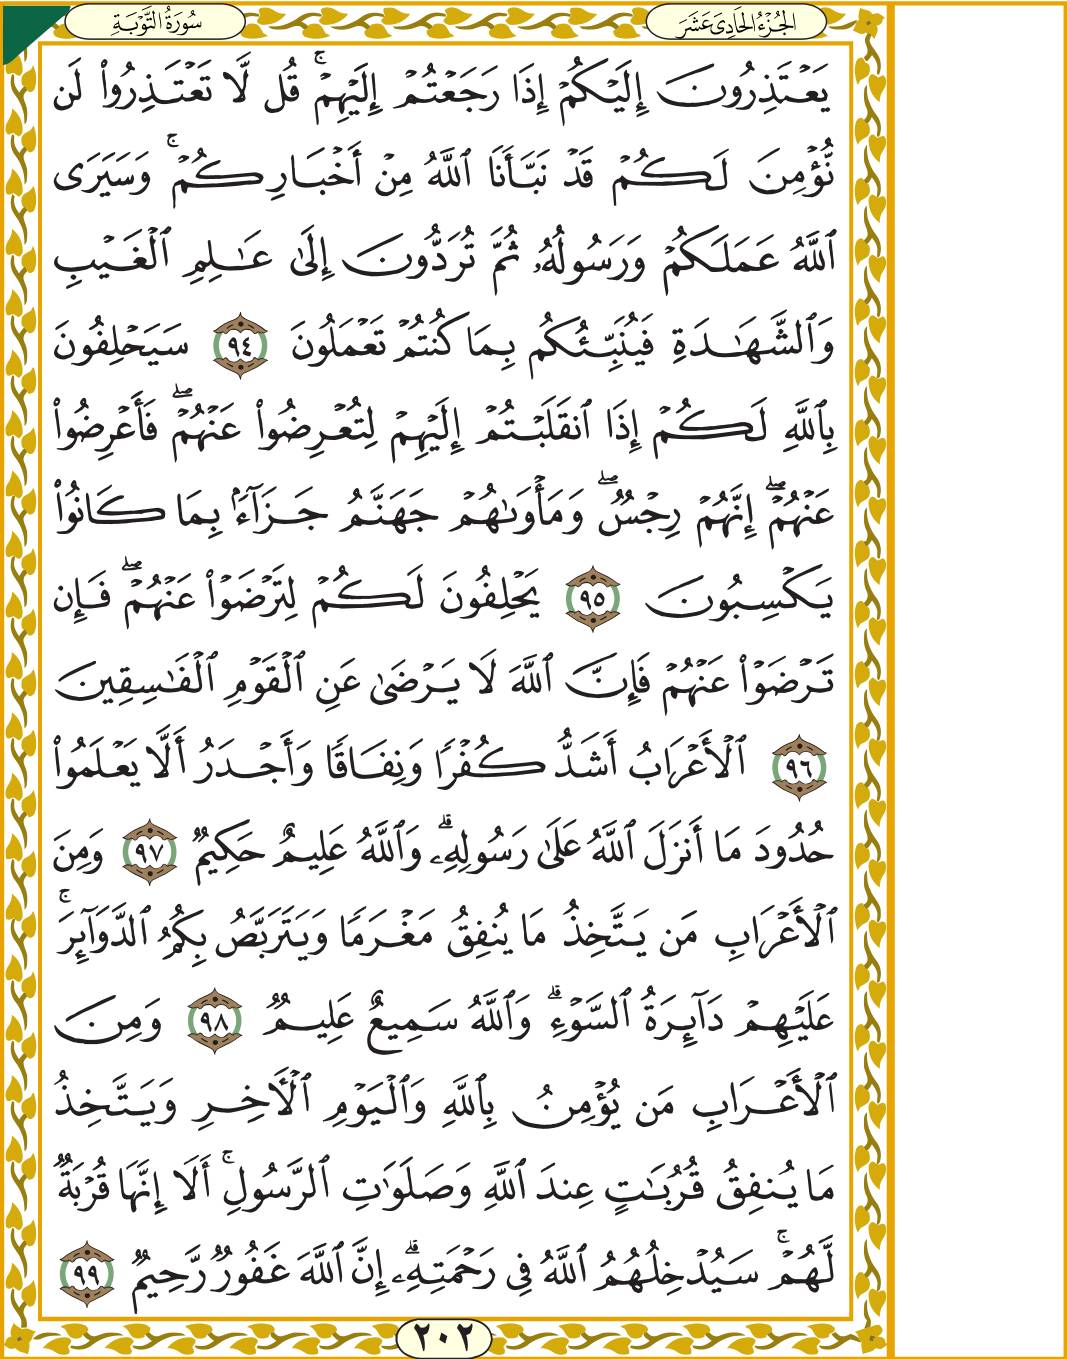 الجُزْءُ الحَادِيَ عَشَرَ
سُورَةُ التَّوْبَةِ
يَعْتَذِرُونَ إِلَيْكُمْ إِذَا رَجَعْتُمْ إِلَيْهِمْ ۚ قُل لَّا تَعْتَذِرُوا۟ لَن
نُّؤْمِنَ لَكُمْ قَدْ نَبَّأَنَا ٱللَّهُ مِنْ أَخْبَارِكُمْ ۚ وَسَيَرَى
ٱللَّهُ عَمَلَكُمْ وَرَسُولُهُۥ ثُمَّ تُرَدُّونَ إِلَىٰ عَـٰلِمِ ٱلْغَيْبِ
وَٱلشَّهَـٰدَةِ فَيُنَبِّئُكُم بِمَا كُنتُمْ تَعْمَلُونَ ٩٤ سَيَحْلِفُونَ
بِٱللَّهِ لَكُمْ إِذَا ٱنقَلَبْتُمْ إِلَيْهِمْ لِتُعْرِضُوا۟ عَنْهُمْ ۖ فَأَعْرِضُوا۟
عَنْهُمْ ۖ إِنَّهُمْ رِجْسٌ ۖ وَمَأْوَىٰهُمْ جَهَنَّمُ جَزَآءًۢ بِمَا كَانُوا۟
يَكْسِبُونَ ٩٥ يَحْلِفُونَ لَكُمْ لِتَرْضَوْا۟ عَنْهُمْ ۖ فَإِن
تَرْضَوْا۟ عَنْهُمْ فَإِنَّ ٱللَّهَ لَا يَرْضَىٰ عَنِ ٱلْقَوْمِ ٱلْفَـٰسِقِينَ
٩٦ ٱلْأَعْرَابُ أَشَدُّ كُفْرًا وَنِفَاقًا وَأَجْدَرُ أَلَّا يَعْلَمُوا۟
حُدُودَ مَا أَنزَلَ ٱللَّهُ عَلَىٰ رَسُولِهِۦ ۗ وَٱللَّهُ عَلِيمٌ حَكِيمٌ ٩٧ وَمِنَ
ٱلْأَعْرَابِ مَن يَتَّخِذُ مَا يُنفِقُ مَغْرَمًا وَيَتَرَبَّصُ بِكُمُ ٱلدَّوَآئِرَ ۚ
عَلَيْهِمْ دَآئِرَةُ ٱلسَّوْءِ ۗ وَٱللَّهُ سَمِيعٌ عَلِيمٌ ٩٨ وَمِنَ
ٱلْأَعْرَابِ مَن يُؤْمِنُ بِٱللَّهِ وَٱلْيَوْمِ ٱلْـَٔاخِرِ وَيَتَّخِذُ
مَا يُنفِقُ قُرُبَـٰتٍ عِندَ ٱللَّهِ وَصَلَوَٰتِ ٱلرَّسُولِ ۚ أَلَا إِنَّهَا قُرْبَةٌ
لَّهُمْ ۚ سَيُدْخِلُهُمُ ٱللَّهُ فِى رَحْمَتِهِۦ ۗ إِنَّ ٱللَّهَ غَفُورٌ رَّحِيمٌ ٩٩
٢٠٢